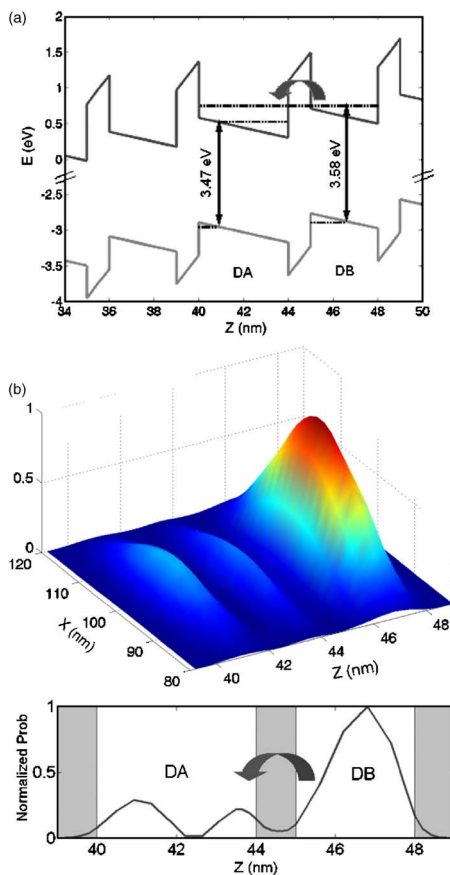 (a)
2
1.5
1
0.5
0
-2.5
-3
-3.5
-4
E (eV)
3.47 eV
3.58 eV
DA
DB
34 36 38 40 42 44 46 48 50
Z (nm)
(b)
1
0.5
0
120
110
100
90
80
X (nm)
40
42
44
46
48
Z (nm)
Normalized Prob
1
0.5
0
DA
DB
40 42 44 46 48
Z (nm)